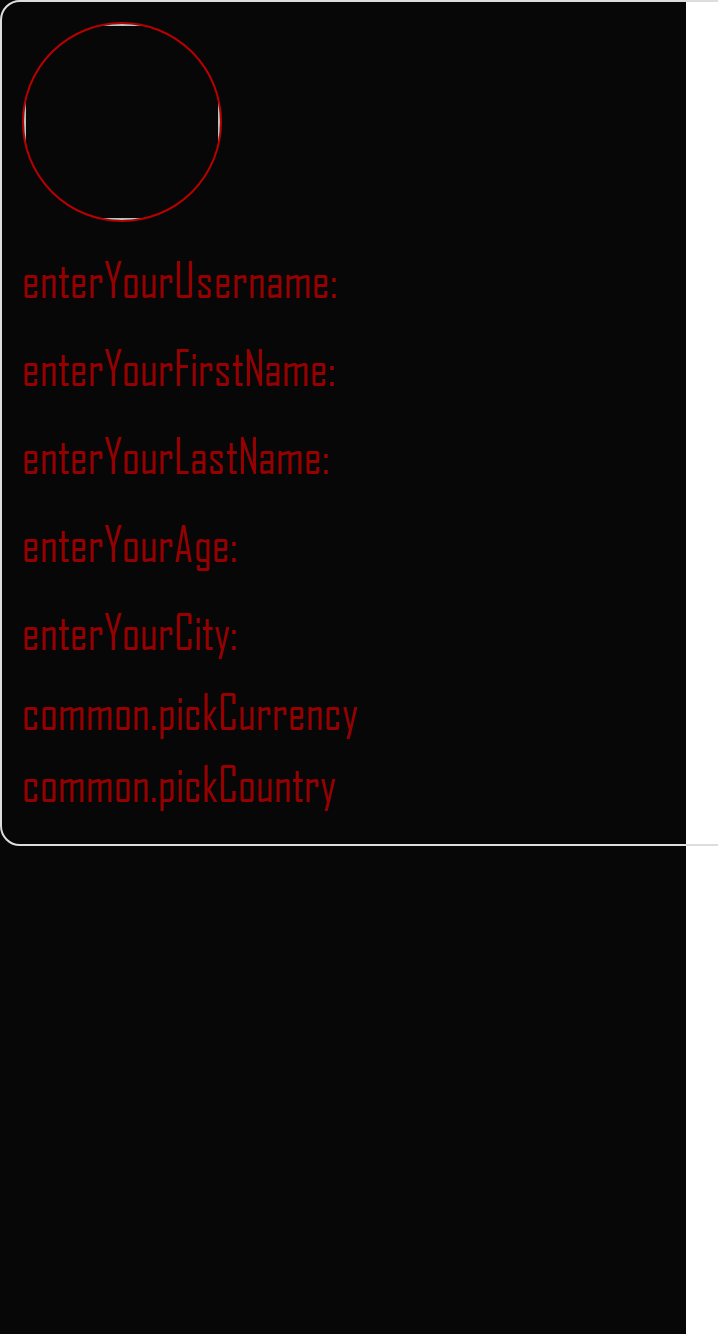 enterYourUsername:
enterYourFirstName:
enterYourLastName:
enterYourAge:
enterYourCity:
common.pickCurrency
common.pickCountry